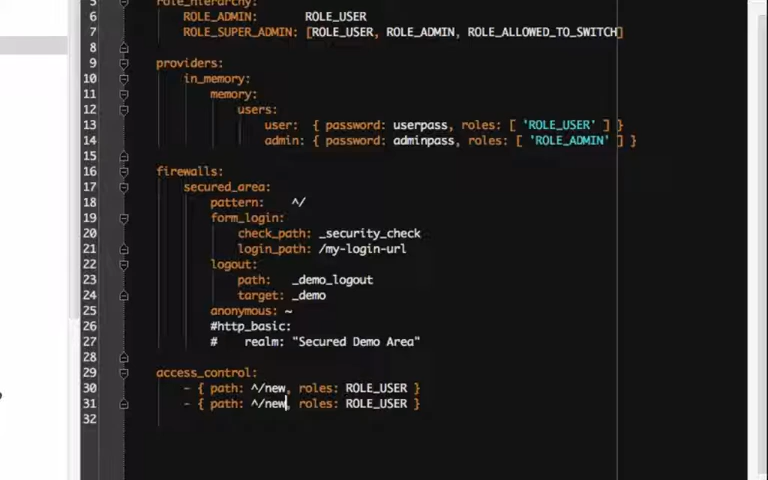 5 role_hierarchy:
6 ROLE_ADMIN: ROLE_USER
7 ROLE_SUPER_ADMIN: [ROLE_USER, ROLE_ADMIN, ROLE_ALLOWED_TO_SWITCH]
8
9 providers:
10 in_memory:
11 memory:
12 users:
13 user: { password: userpass, roles: [ 'ROLE_USER' ] }
14 admin: { password: adminpass, roles: [ 'ROLE_ADMIN' ] }
15
16 firewalls:
17 secured_area:
18 pattern: ^/
19 form_login:
20 check_path: _security_check
21 login_path: /my-login-url
22 logout:
23 path: _demo_logout
24 target: _demo
25 anonymous: ~
26 #http_basic:
27 # realm: "Secured Demo Area"
28
29 access_control:
30 - { path: ^/new, roles: ROLE_USER }
31 - { path: ^/new, roles: ROLE_USER }
32